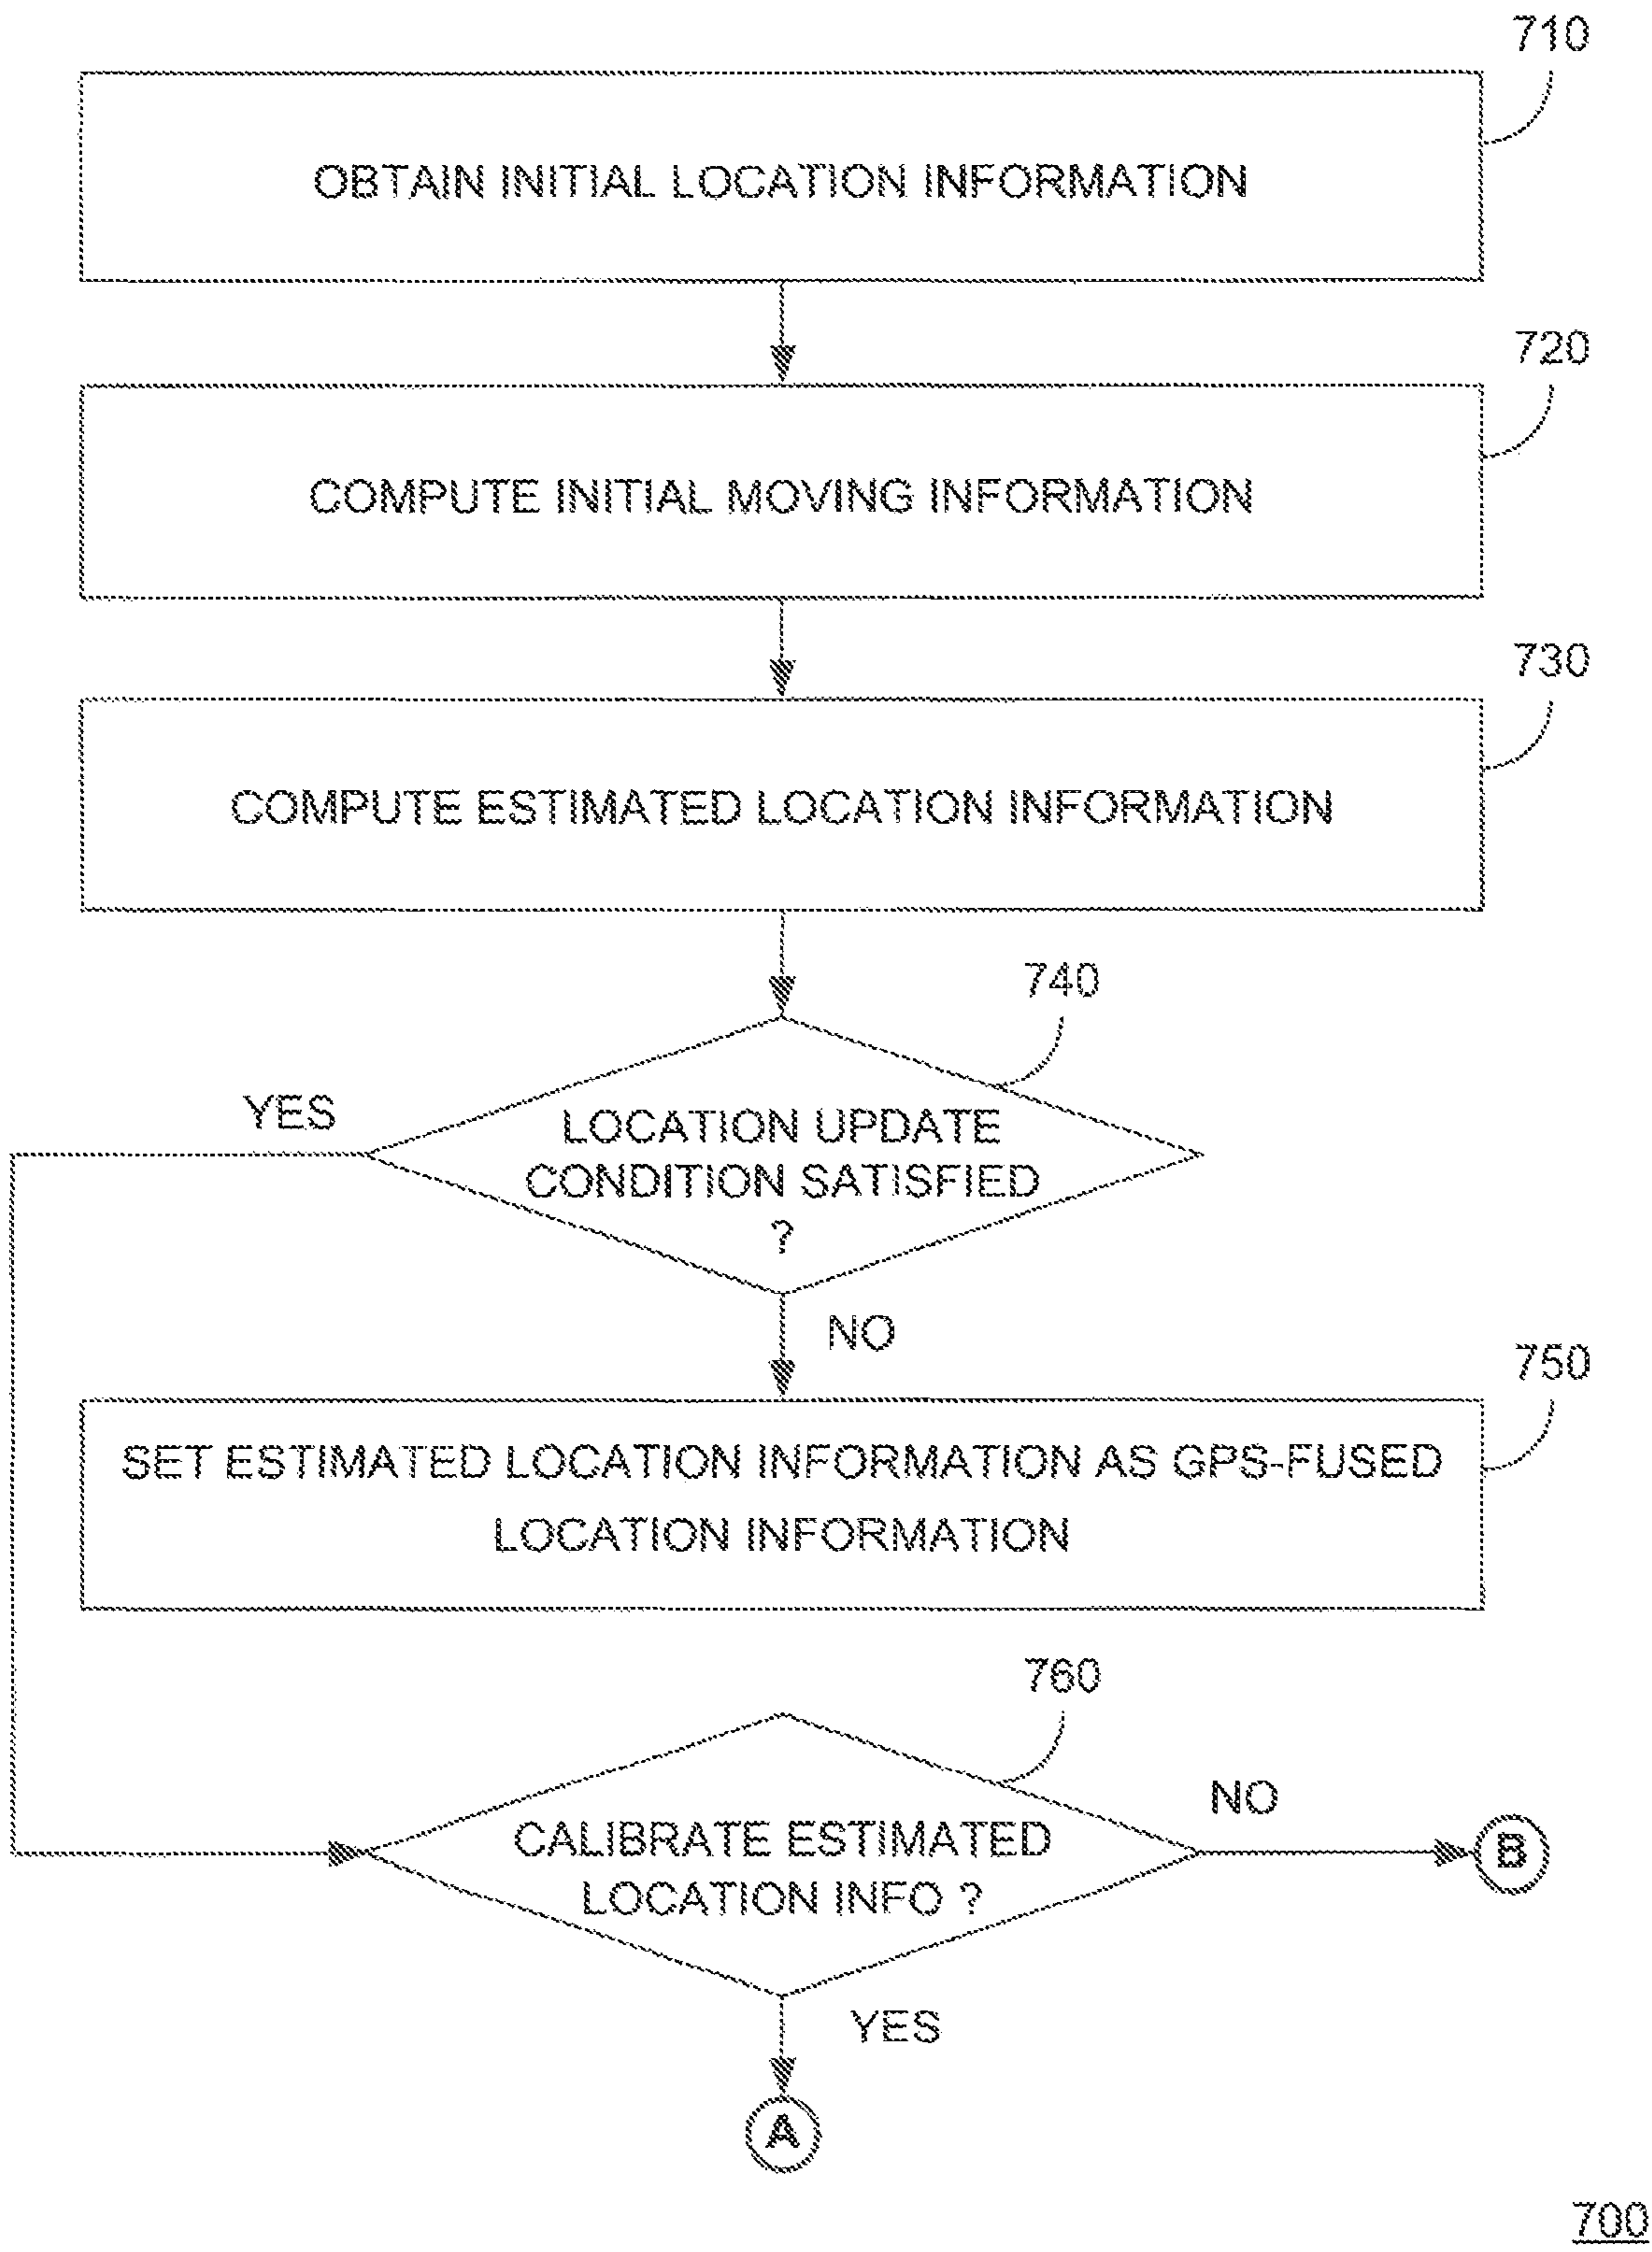 710
OBTAIN INITIAL LOCATION INFORMATION
720
COMPUTE INITIAL MOVING INFORMATION
730
COMPUTE ESTIMATED LOCATION INFORMATION
740
YES
LOCATION UPDATE
CONDITION SATISFIED
?
NO
750
SET ESTIMATED LOCATION INFORMATION AS GPS-FUSED
LOCATION INFORMATION
760
NO
CALIBRATE ESTIMATED
LOCATION INFO ?
B
YES
A
700